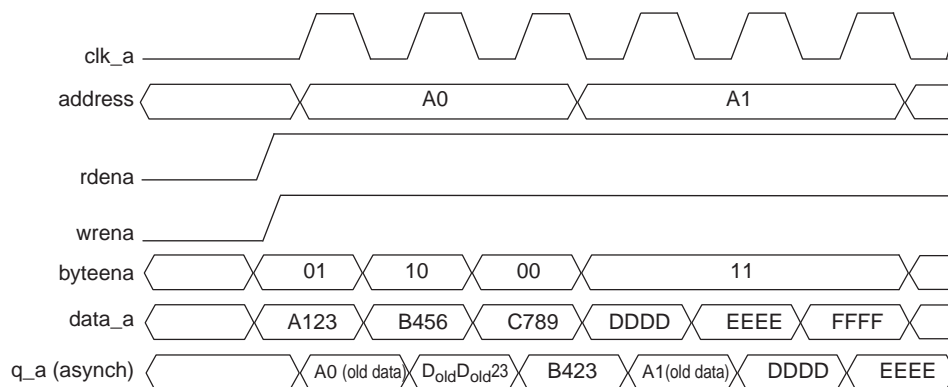 clk_a
address A0 A1
rdena
wrena
byteena 01 10 00 11
data_a A123 B456 C789 DDDD EEEE FFFF
q_a (asynch) A0 (old data) DoldDold23 B423 A1(old data) DDDD EEEE